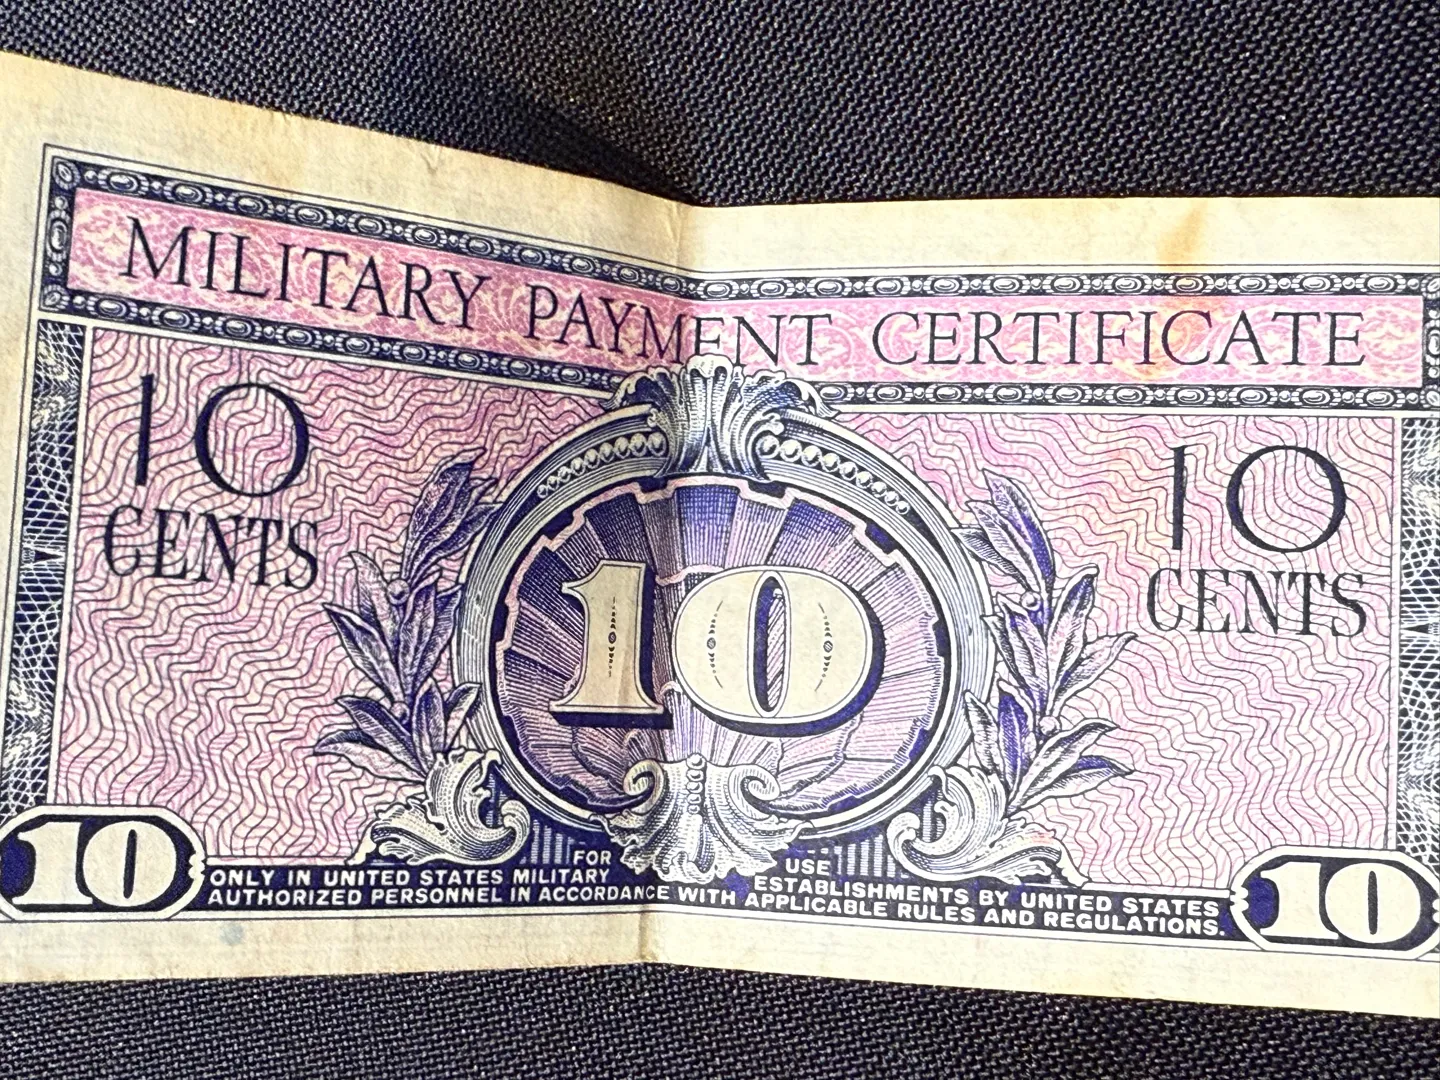 MILITARY PAYMENT CERTIFICATE
10 10
CENTS CENTS
10
FOR USE
ONLY IN UNITED STATES MILITARY ESTABLISHMENTS BY UNITED STATES
AUTHORIZED PERSONNEL IN ACCORDANCE WITH APPLICABLE RULES AND REGULATIONS.
10 10